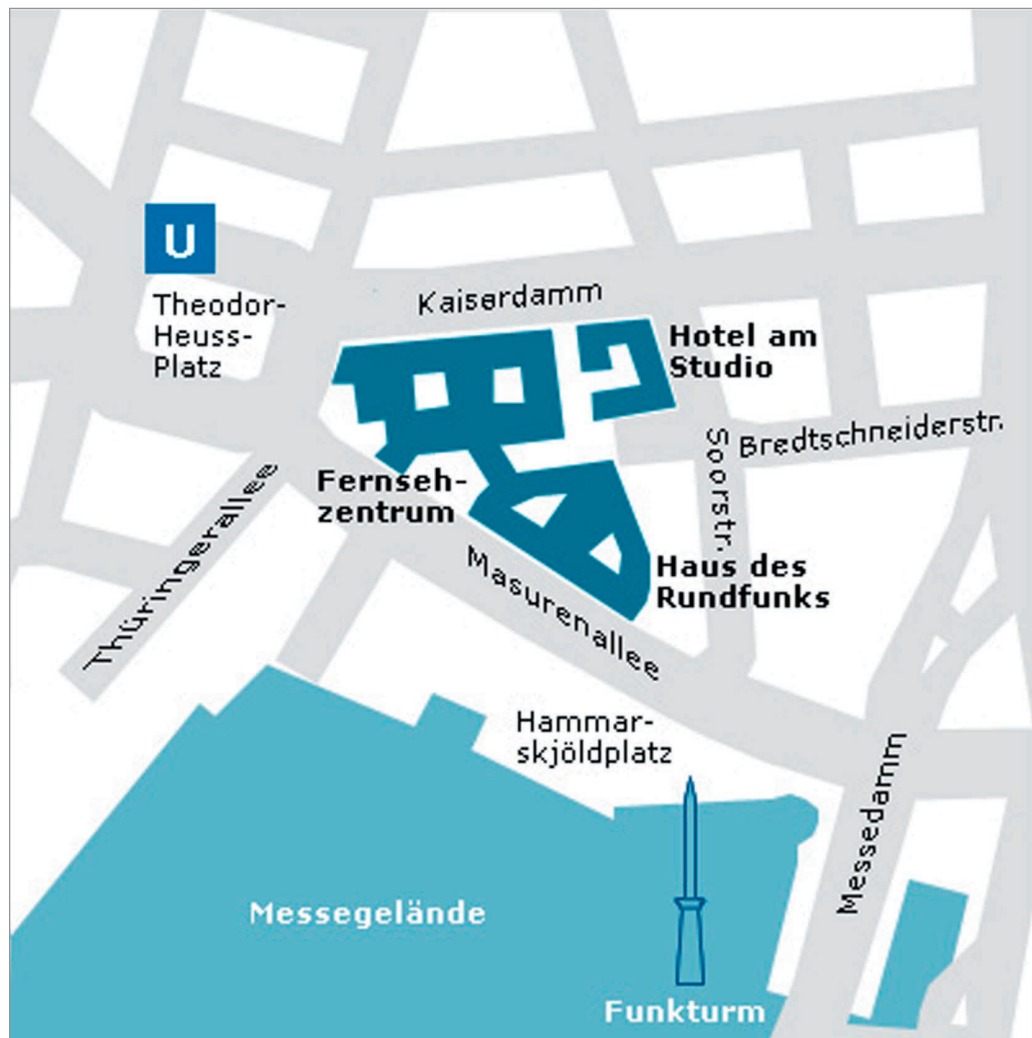 U
Theodor-
Heuss-
Platz
Kaiserdamm
Hotel am
Studio
Bredtschneiderstr.
Soorstr.
Fernseh-
zentrum
Thüringerallee
Masurenallee
Haus des
Rundfunks
Hammar-
skjöldplatz
Messedamm
Messegelände
Funkturm